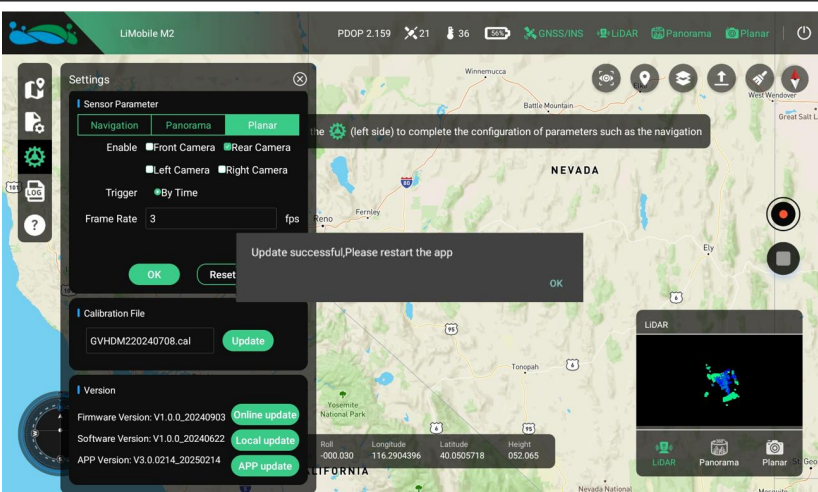 LiMobile M2
PDOP 2.159
21
36
56%
GNSS/INS
LiDAR
Panorama
Planar
Settings
Sensor Parameter
Navigation Panorama Planar
Enable Front Camera Rear Camera
Left Camera Right Camera
Trigger By Time
Frame Rate 3 fps
OK Reset
the (left side) to complete the configuration of parameters such as the navigation
Update successful,Please restart the app
OK
Calibration File
GVHDM220240708.cal Update
Version
Firmware Version: V1.0.0_20240903 Online update
Software Version: V1.0.0_20240622 Local update
APP Version: V3.0.0214_20250214 APP update
LOG
?
101
Winnemucca
Elko
West Wendover
Battle Mountain
Great Salt L
NEVADA
80
Reno
Fernley
Ely
6
95
Tonopah
6
Yosemite
National Park
6
95
Roll Longitude Latitude Height
-000.030 116.2904396 40.0505718 052.065
LIFORNIA
Nevada National
St. Geo
LiDAR
LiDAR Panorama Planar